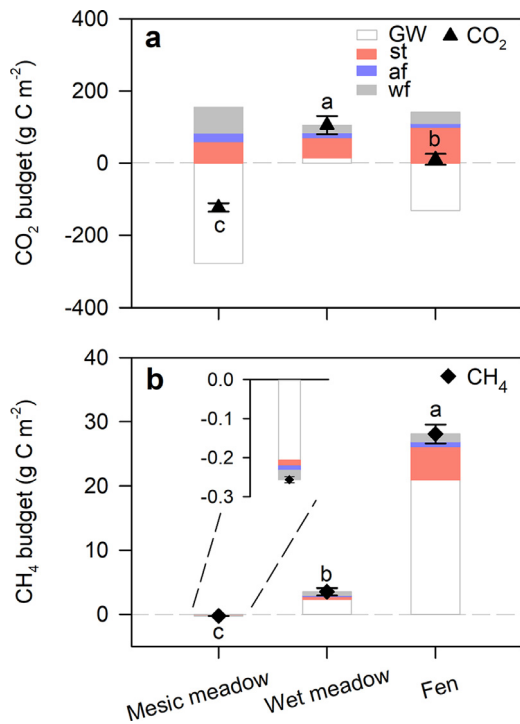 a
GW
CO2
st
af
wf
CO2 budget (g C m-2)
400
200
0
-200
-400
c
a
b
b
CH4
CH4 budget (g C m-2)
40
30
20
10
0
0.0
-0.1
-0.2
-0.3
c
b
a
Mesic meadow
Wet meadow
Fen